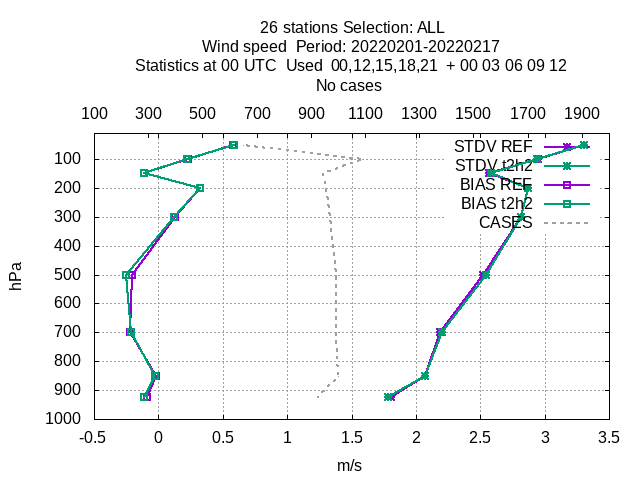 26 stations Selection: ALL
Wind speed  Period: 20220201-20220217
Statistics at 00 UTC  Used  00,12,15,18,21  + 00 03 06 09 12
No cases
100 300 500 700 900 1100 1300 1500 1700 1900
STDV REF
STDV t2h2
BIAS REF
BIAS t2h2
CASES
100
200
300
400
500
600
700
800
900
1000
hPa
-0.5 0 0.5 1 1.5 2 2.5 3 3.5
m/s